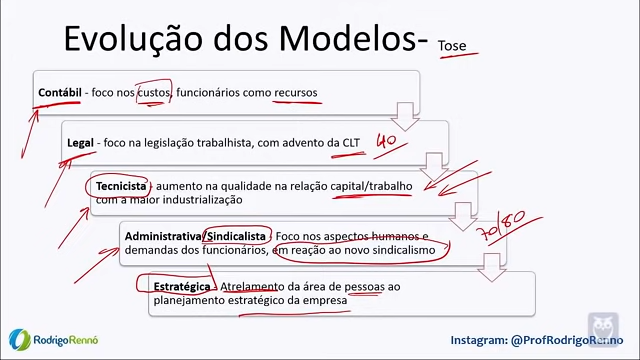 Evolução dos Modelos- Tose
Contábil - foco nos custos, funcionários como recursos
Legal - foco na legislação trabalhista, com advento da CLT 40
Tecnicista - aumento na qualidade na relação capital/trabalho
com a maior industrialização
Administrativa/Sindicalista - Foco nos aspectos humanos e
demandas dos funcionários, em reação ao novo sindicalismo
70/80
Estratégica - Atrelamento da área de pessoas ao
planejamento estratégico da empresa
RodrigoRennó
Instagram: @ProfRodrigoRenno